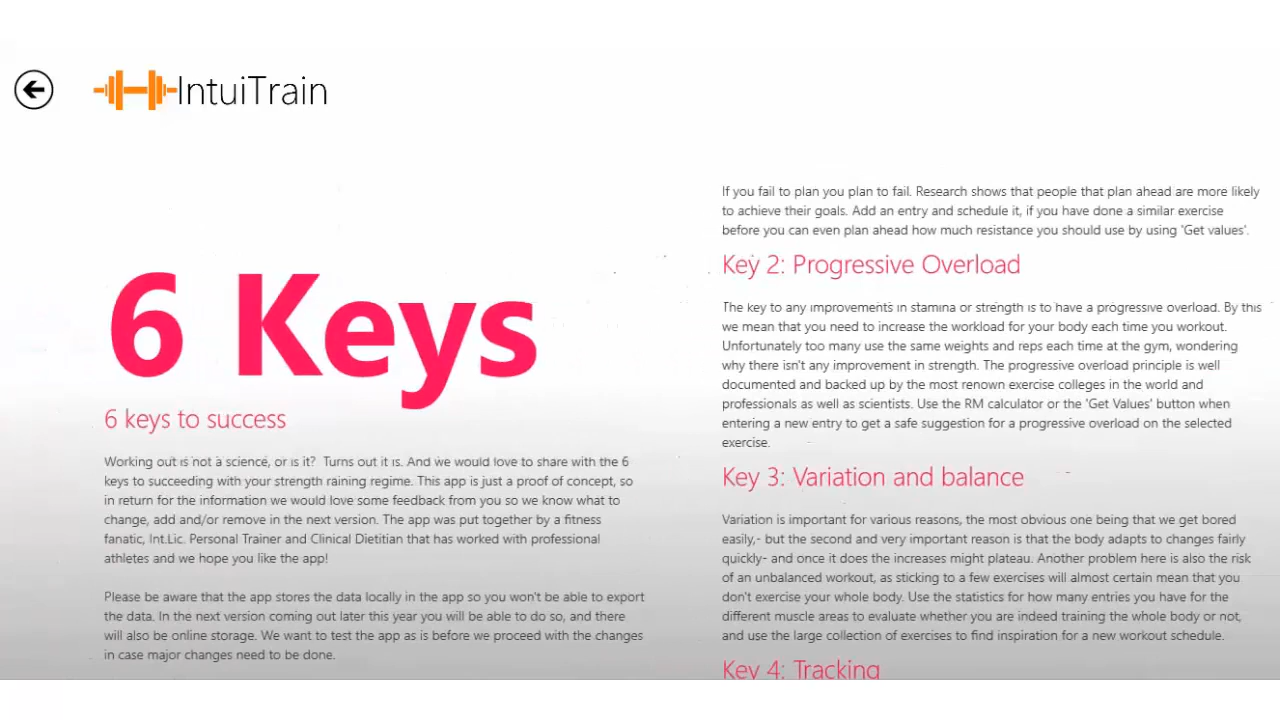 IntuiTrain
6 Keys
6 keys to success
Working out is not a science, or is it?  Turns out it is. And we would love to share with the 6
keys to succeeding with your strength raining regime. This app is just a proof of concept, so
in return for the information we would love some feedback from you so we know what to
change, add and/or remove in the next version. The app was put together by a fitness
fanatic, Int.Lic. Personal Trainer and Clinical Dietitian that has worked with professional
athletes and we hope you like the app!
Please be aware that the app stores the data locally in the app so you won't be able to export
the data. In the next version coming out later this year you will be able to do so, and there
will also be online storage. We want to test the app as is before we proceed with the changes
in case major changes need to be done.
If you fail to plan you plan to fail. Research shows that people that plan ahead are more likely
to achieve their goals. Add an entry and schedule it, if you have done a similar exercise
before you can even plan ahead how much resistance you should use by using 'Get values'.
Key 2: Progressive Overload
The key to any improvements in stamina or strength is to have a progressive overload. By this
we mean that you need to increase the workload for your body each time you workout.
Unfortunately too many use the same weights and reps each time at the gym, wondering
why there isn't any improvement in strength. The progressive overload principle is well
documented and backed up by the most renown exercise colleges in the world and
professionals as well as scientists. Use the RM calculator or the 'Get Values' button when
entering a new entry to get a safe suggestion for a progressive overload on the selected
exercise.
Key 3: Variation and balance
Variation is important for various reasons, the most obvious one being that we get bored
easily,- but the second and very important reason is that the body adapts to changes fairly
quickly- and once it does the increases might plateau. Another problem here is also the risk
of an unbalanced workout, as sticking to a few exercises will almost certain mean that you
don't exercise your whole body. Use the statistics for how many entries you have for the
different muscle areas to evaluate whether you are indeed training the whole body or not,
and use the large collection of exercises to find inspiration for a new workout schedule.
Key 4: Tracking